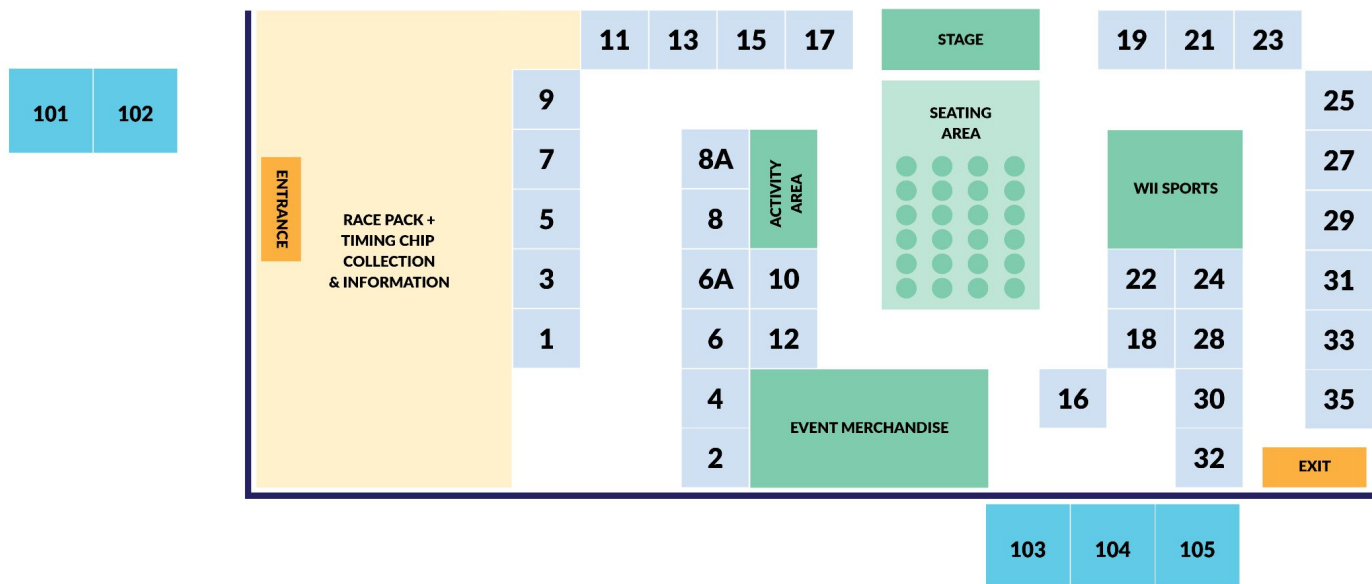 11 13 15 17
STAGE
19 21 23
101 102
9
25
SEATING
AREA
7
8A
ACTIVITY
AREA
WII SPORTS
27
ENTRANCE
RACE PACK +
TIMING CHIP
COLLECTION
& INFORMATION
5
8
29
3
6A 10
22 24
31
1
6 12
18 28
33
4
EVENT MERCHANDISE
16
30
35
2
32
EXIT
103 104 105